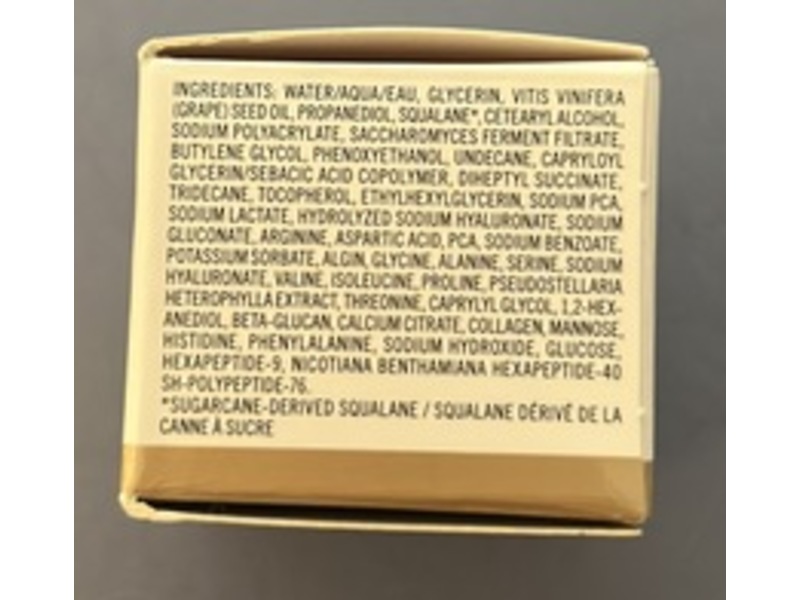 INGREDIENTS: WATER/AQUA/EAU, GLYCERIN, VITIS VINIFERA
(GRAPE) SEED OIL, PROPANEDIOL, SQUALANE*, CETEARYL ALCOHOL,
SODIUM POLYACRYLATE, SACCHAROMYCES FERMENT FILTRATE,
BUTYLENE GLYCOL, PHENOXYETHANOL, UNDECANE, CAPRYLOYL
GLYCERIN/SEBACIC ACID COPOLYMER, DIHEPTYL SUCCINATE,
TRIDECANE, TOCOPHEROL, ETHYLHEXYLGLYCERIN, SODIUM PCA,
SODIUM LACTATE, HYDROLYZED SODIUM HYALURONATE, SODIUM
GLUCONATE, ARGININE, ASPARTIC ACID, PCA, SODIUM BENZOATE,
POTASSIUM SORBATE, ALGIN, GLYCINE, ALANINE, SERINE, SODIUM
HYALURONATE, VALINE, ISOLEUCINE, PROLINE, PSEUDOSTELLARIA
HETEROPHYLLA EXTRACT, THREONINE, CAPRYLYL GLYCOL, 1,2-HEX-
ANEDIOL, BETA-GLUCAN, CALCIUM CITRATE, COLLAGEN, MANNOSE,
HISTIDINE, PHENYLALANINE, SODIUM HYDROXIDE, GLUCOSE,
HEXAPEPTIDE-9, NICOTIANA BENTHAMIANA HEXAPEPTIDE-40
SH-POLYPEPTIDE-76.
*SUGARCANE-DERIVED SQUALANE / SQUALANE DÉRIVÉ DE LA
CANNE À SUCRE